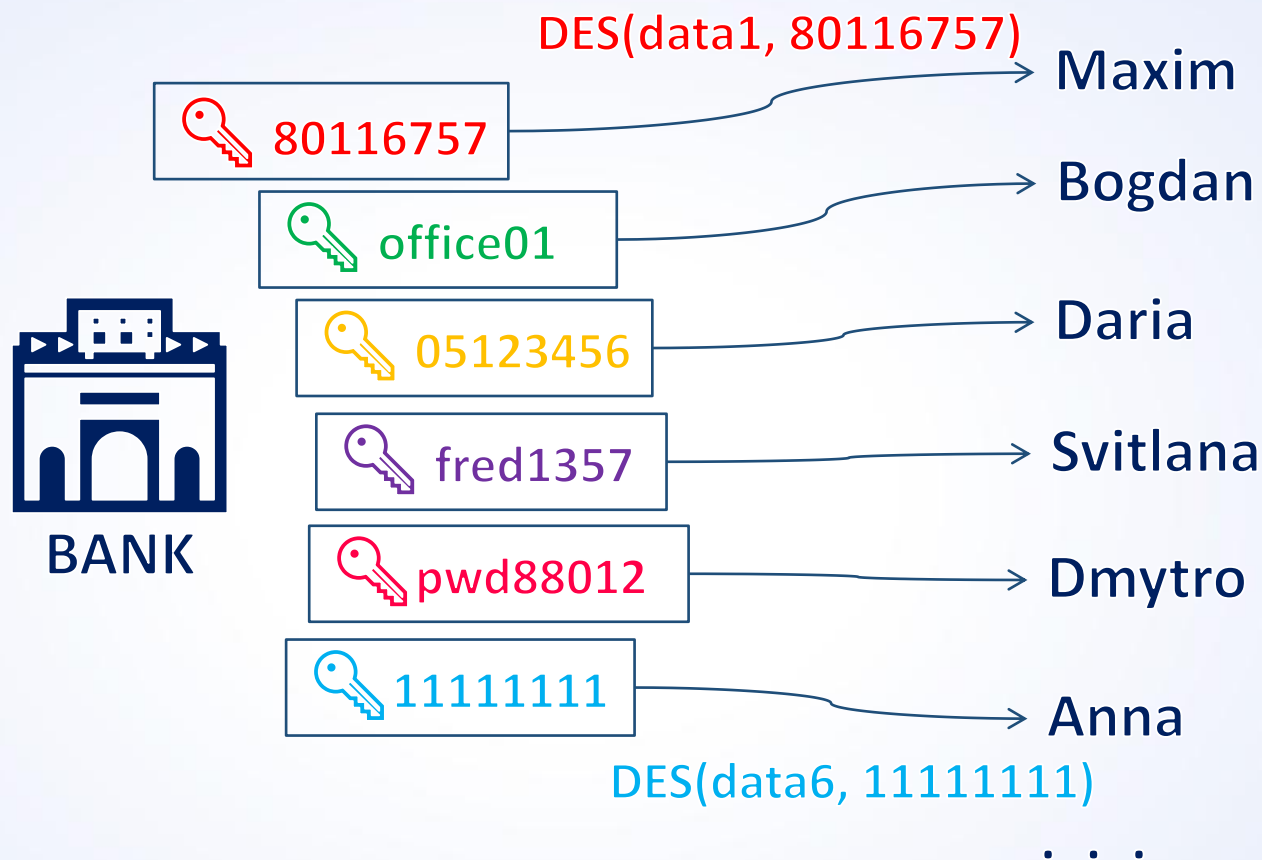 DES(data1, 80116757)
Maxim
80116757
Bogdan
office01
Daria
05123456
Svitlana
fred1357
BANK
Dmytro
pwd88012
11111111
Anna
DES(data6, 11111111)